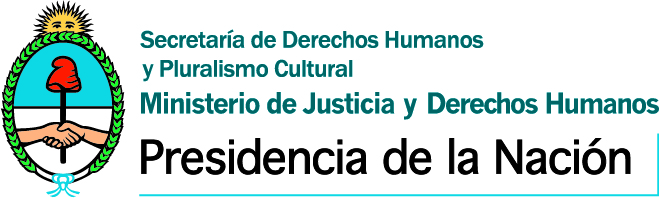 Secretaría de Derechos Humanos
y Pluralismo Cultural
Ministerio de Justicia y Derechos Humanos
Presidencia de la Nación